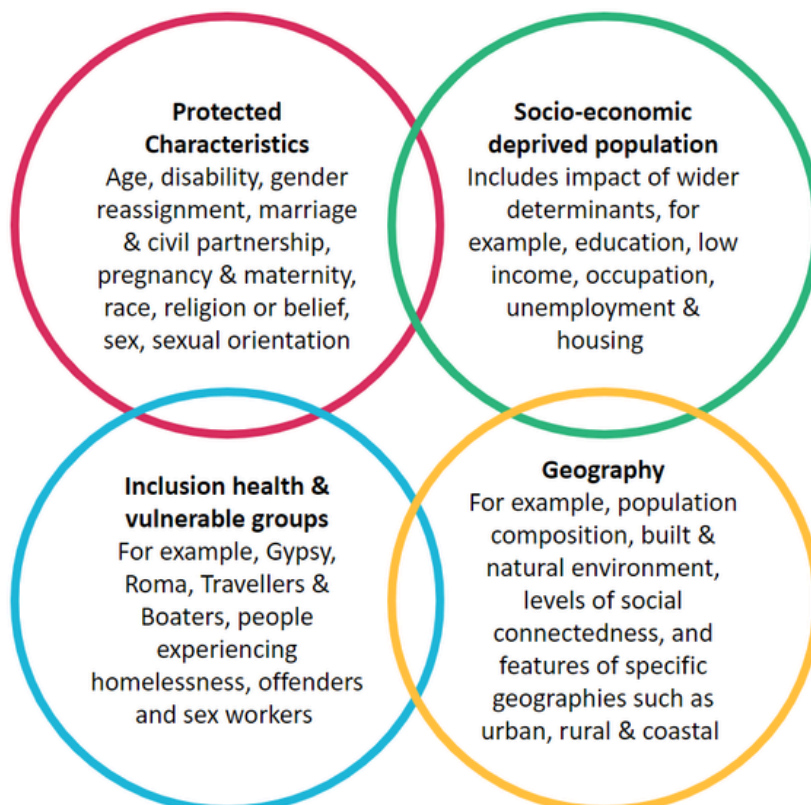 Protected
Characteristics
Age, disability, gender
reassignment, marriage
& civil partnership,
pregnancy & maternity,
race, religion or belief,
sex, sexual orientation
Socio-economic
deprived population
Includes impact of wider
determinants, for
example, education, low
income, occupation,
unemployment &
housing
Inclusion health &
vulnerable groups
For example, Gypsy,
Roma, Travellers &
Boaters, people
experiencing
homelessness, offenders
and sex workers
Geography
For example, population
composition, built &
natural environment,
levels of social
connectedness, and
features of specific
geographies such as
urban, rural & coastal